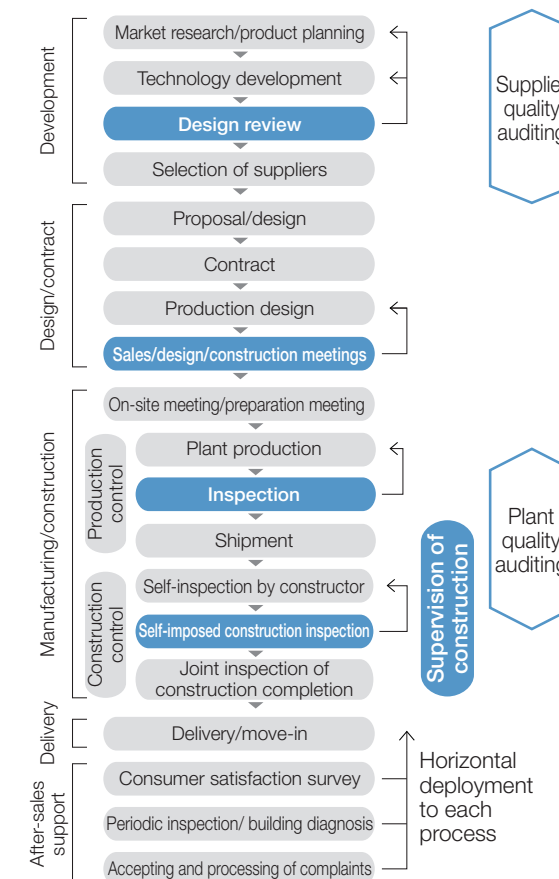 Development
Market research/product planning
Technology development
Design review
Selection of suppliers
quality
Design/contract
Proposal/design
Contract
Production design
Sales/design/construction meetings
Manufacturing/construction
On-site meeting/preparation meeting
Production
control
Plant production
Inspection
Shipment
Construction
control
Self-inspection by constructor
Self-imposed construction inspection
Joint inspection of
construction completion
Supervision of
construction
Plant
quality
Delivery
Delivery/move-in
After-sales
support
Consumer satisfaction survey
Periodic inspection/ building diagnosis
Accepting and processing of complaints
Horizontal
deployment
to each
process